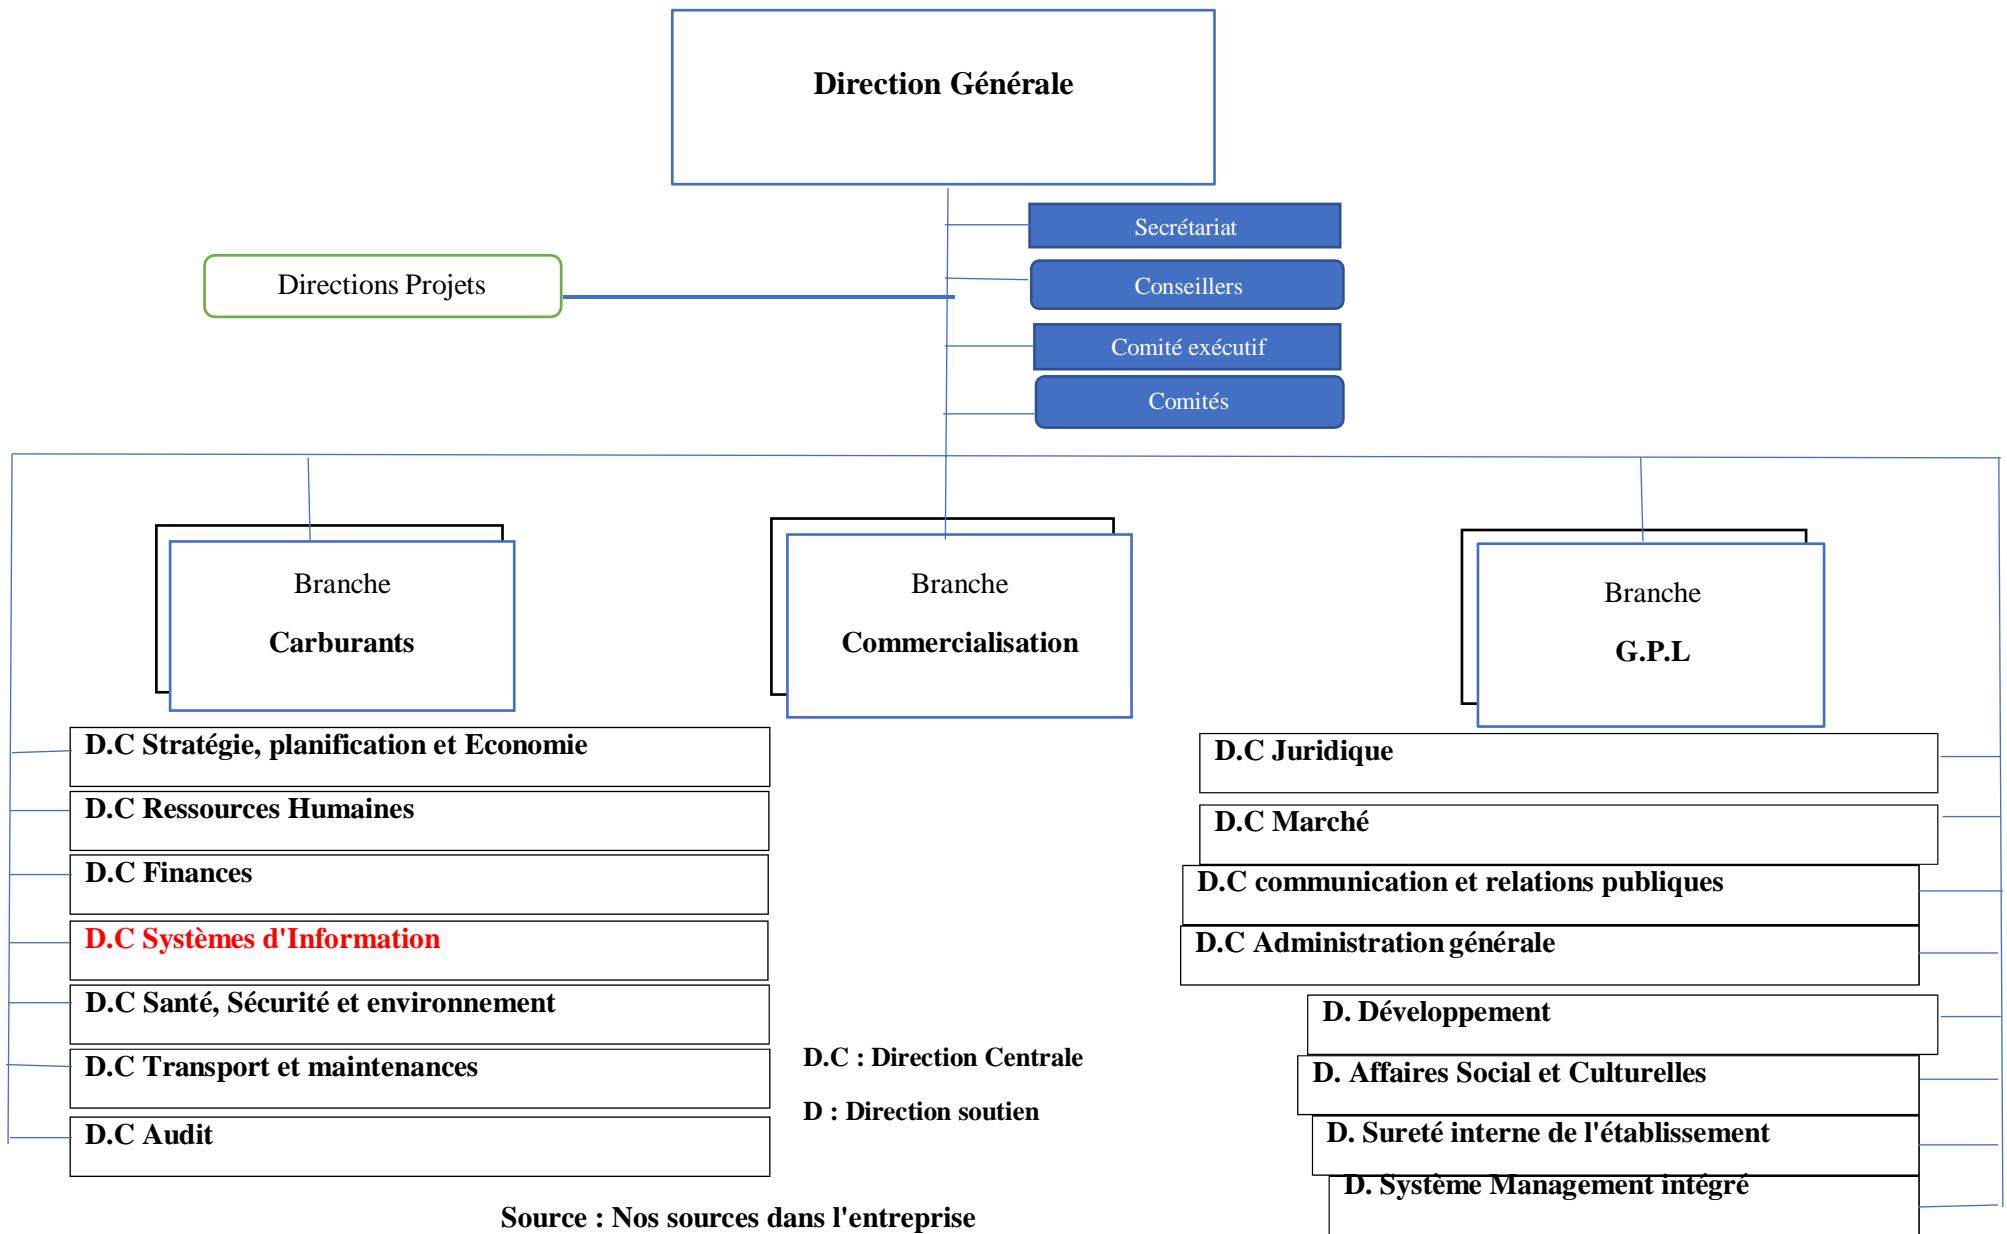 Direction Générale
Secrétariat
Directions Projets
Conseillers
Comité exécutif
Comités
Branche
Carburants
Branche
Commercialisation
Branche
G.P.L
D.C Stratégie, planification et Economie
D.C Ressources Humaines
D.C Finances
D.C Systèmes d'Information
D.C Santé, Sécurité et environnement
D.C Transport et maintenances
D.C Audit
D.C : Direction Centrale
D : Direction soutien
D.C Juridique
D.C Marché
D.C communication et relations publiques
D.C Administration générale
D. Développement
D. Affaires Social et Culturelles
D. Sureté interne de l'établissement
D. Système Management intégré
Source : Nos sources dans l'entreprise